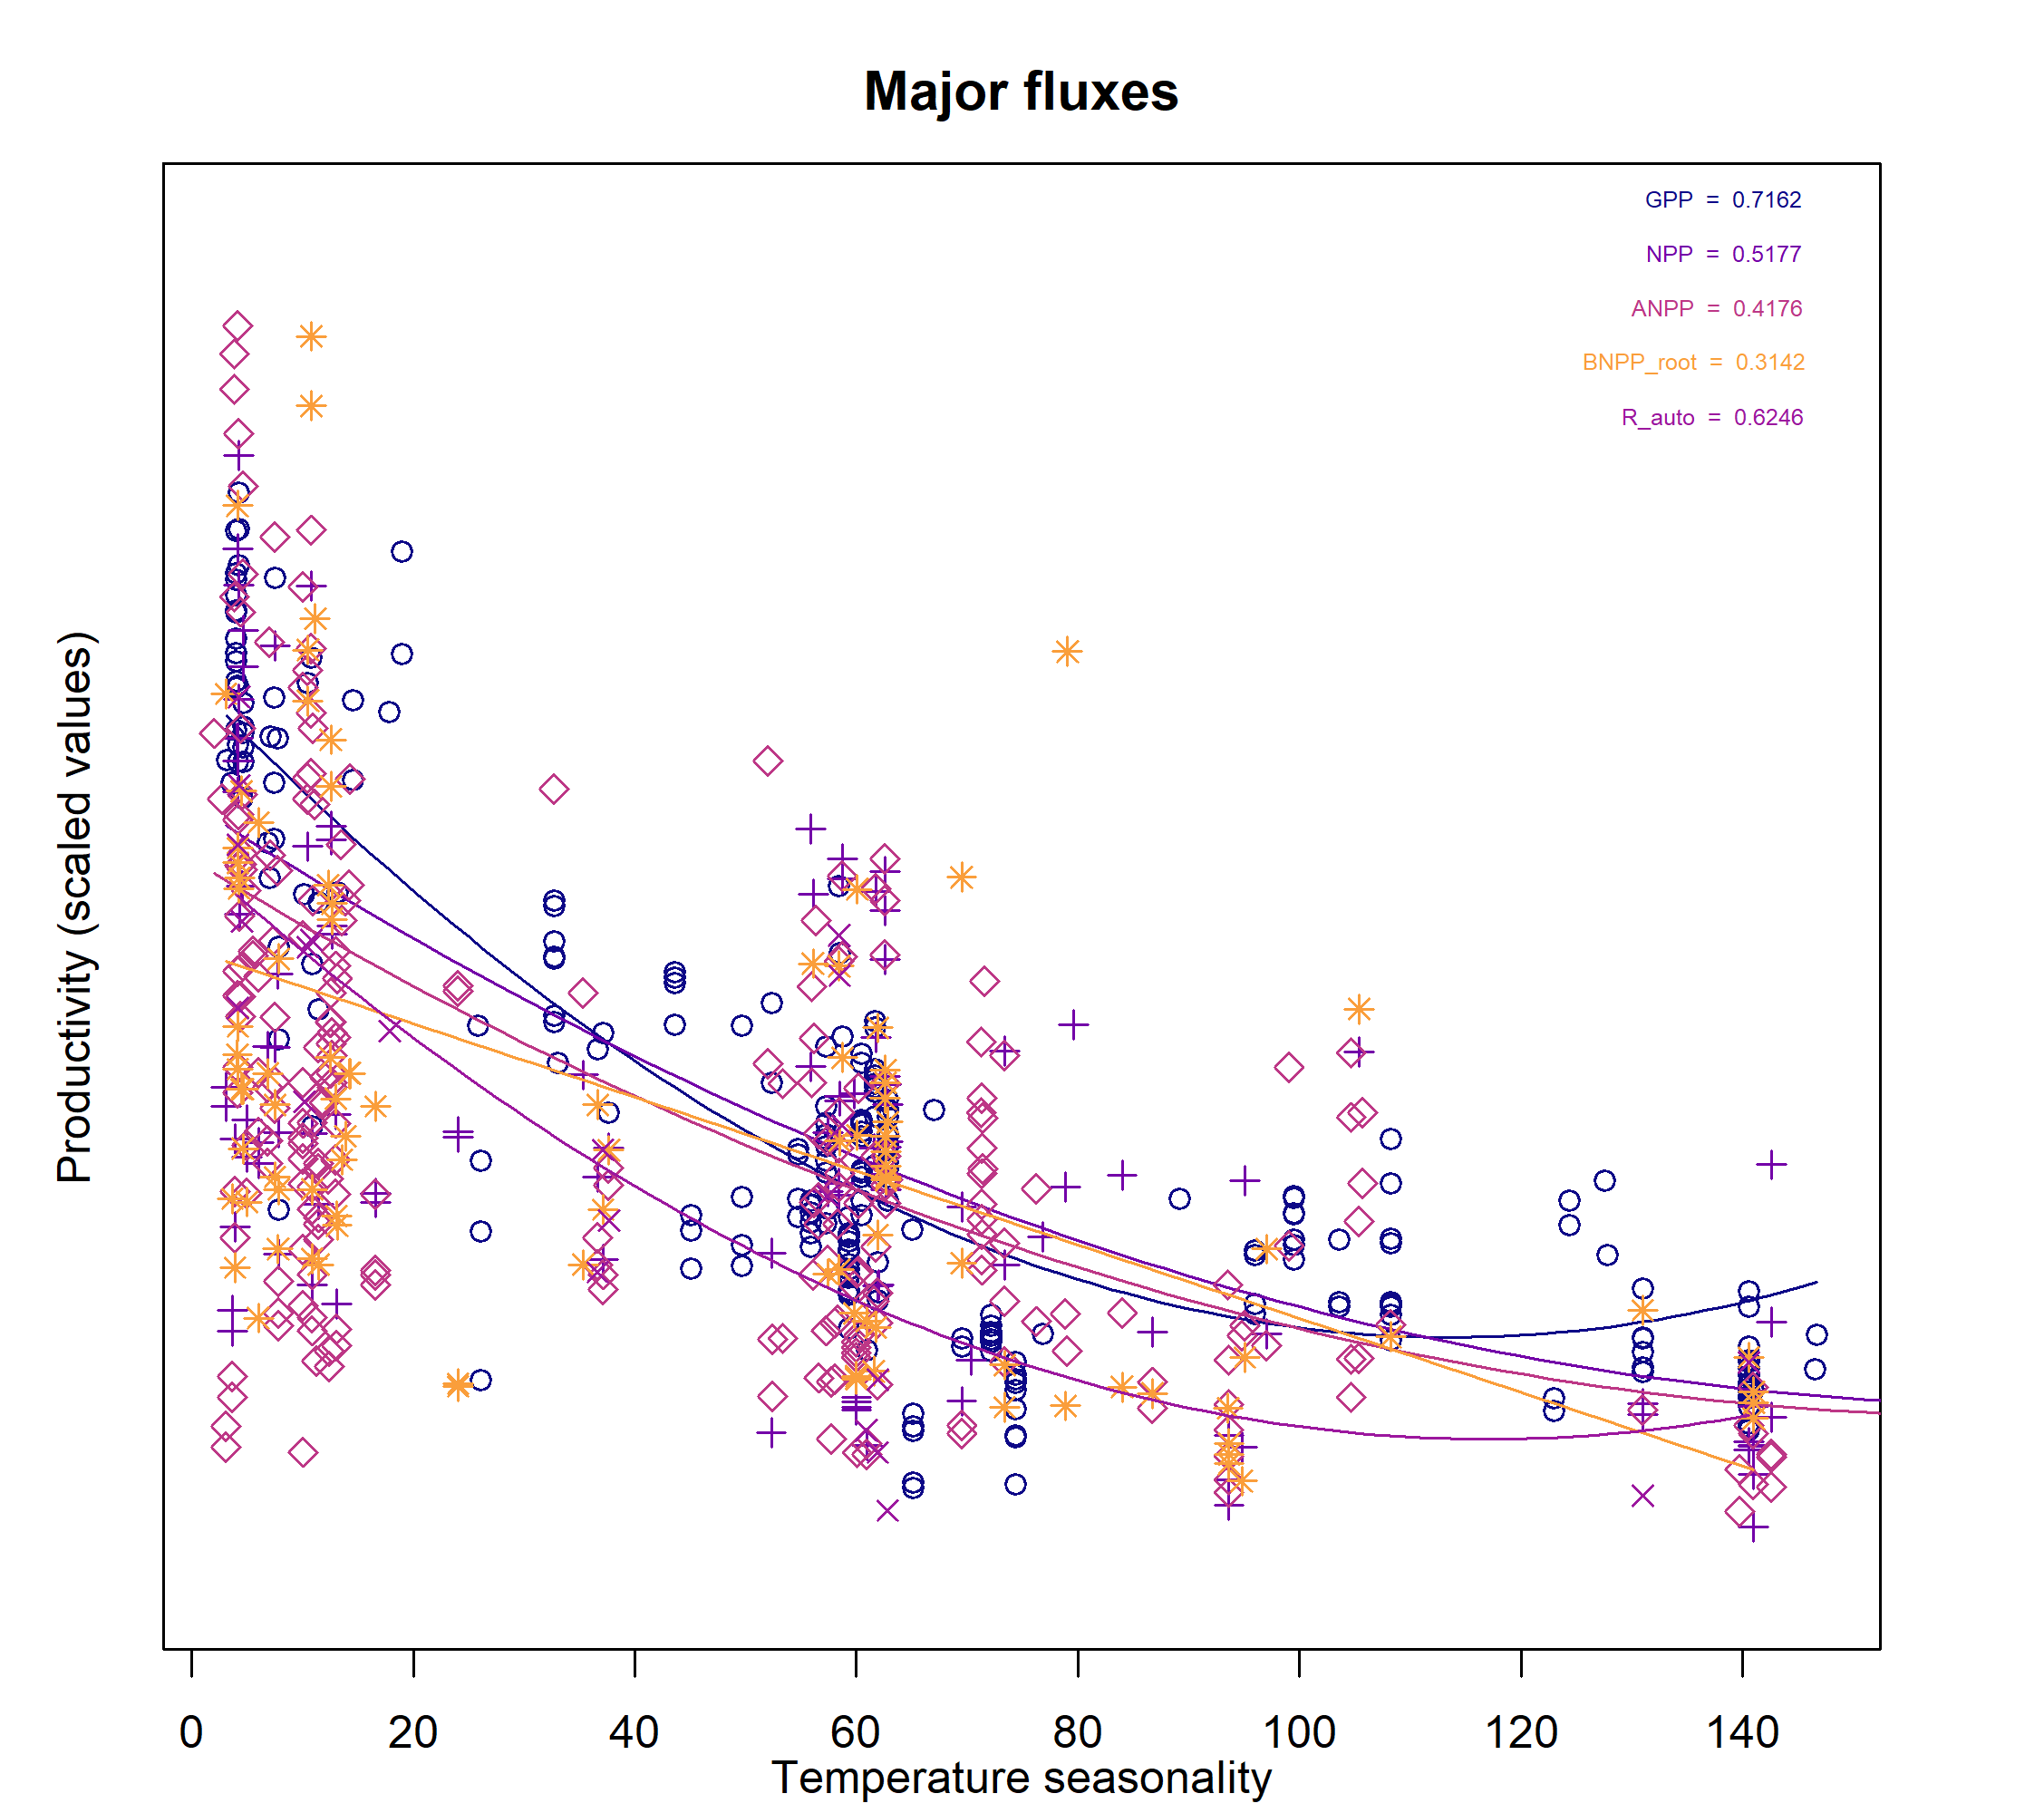 Major fluxes
GPP = 0.7162
NPP = 0.5177
ANPP = 0.4176
BNPP_root = 0.3142
R_auto = 0.6246
Productivity (scaled values)
0 20 40 60 80 100 120 140
Temperature seasonality